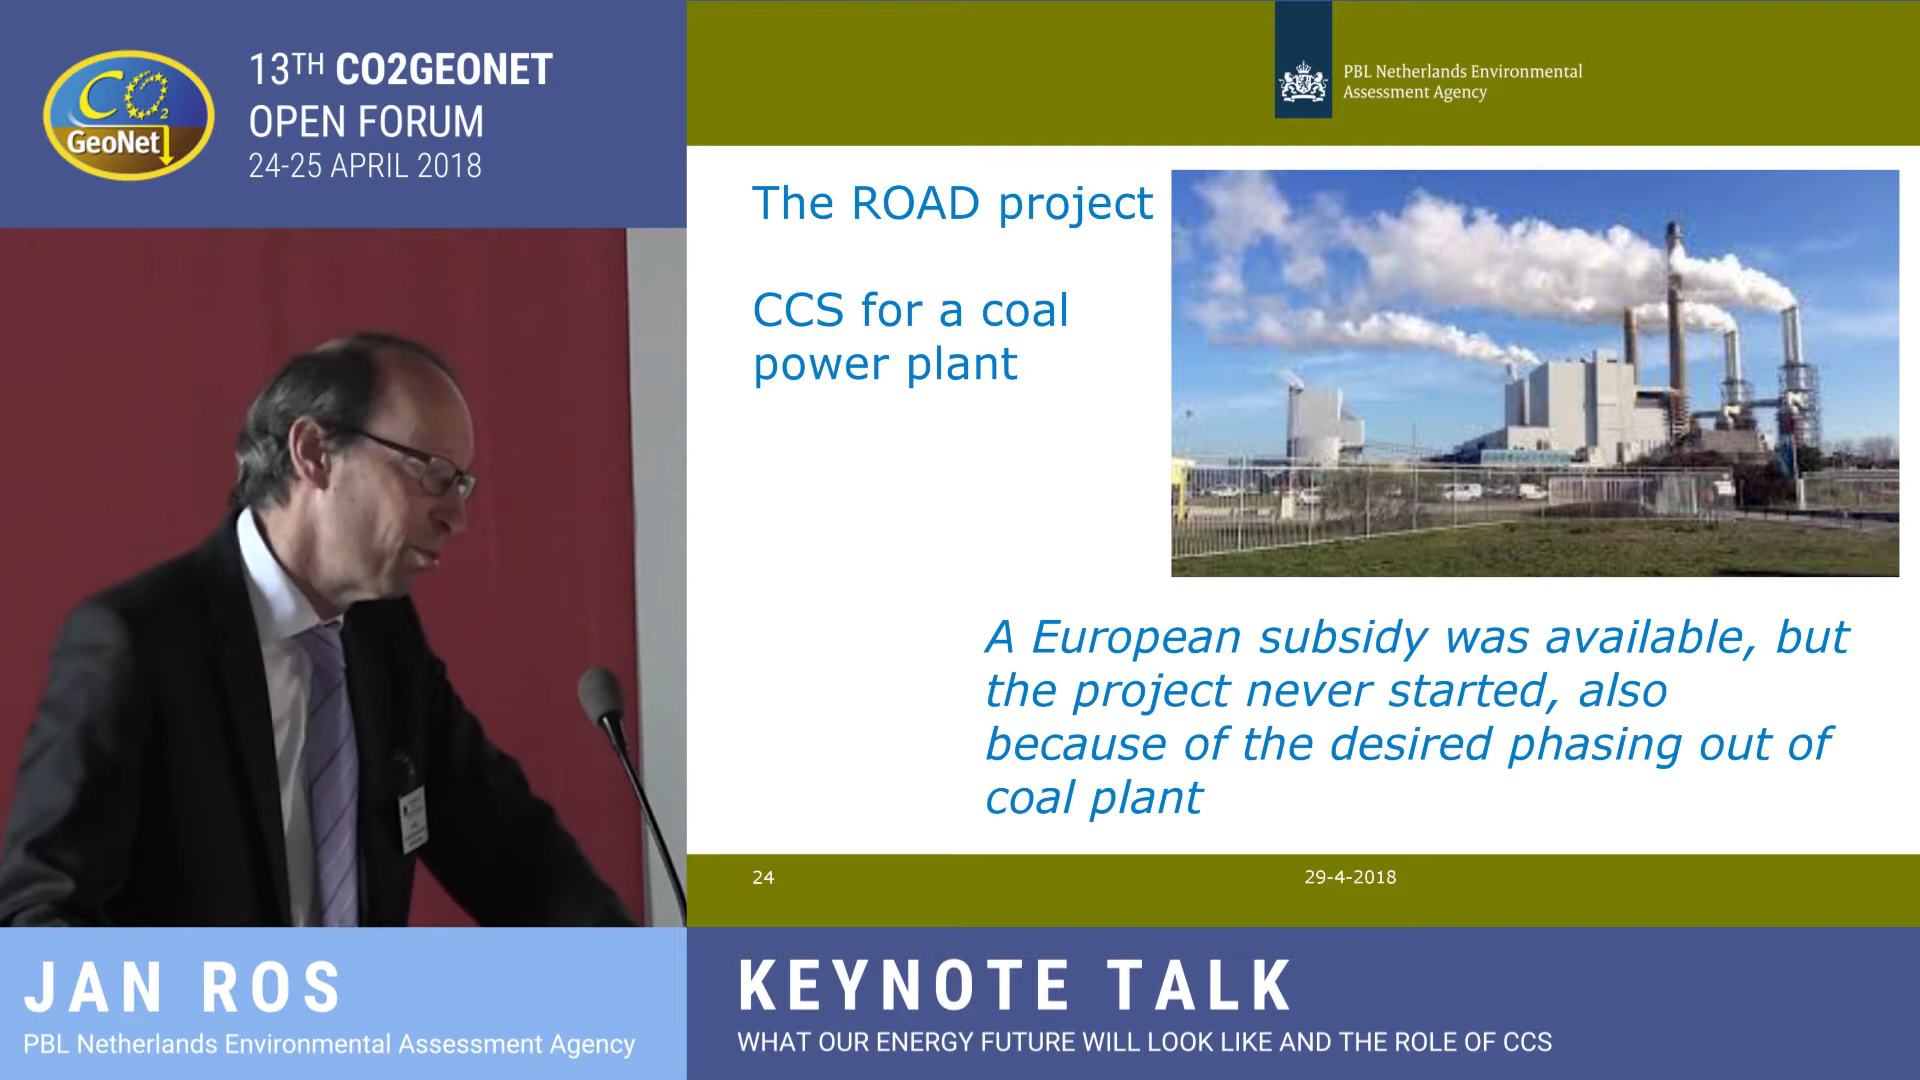 CO2
GeoNet
13TH CO2GEONET
OPEN FORUM
24-25 APRIL 2018
PBL Netherlands Environmental
Assessment Agency
The ROAD project
CCS for a coal
power plant
A European subsidy was available, but
the project never started, also
because of the desired phasing out of
coal plant
24
29-4-2018
JAN ROS
PBL Netherlands Environmental Assessment Agency
KEYNOTE TALK
WHAT OUR ENERGY FUTURE WILL LOOK LIKE AND THE ROLE OF CCS